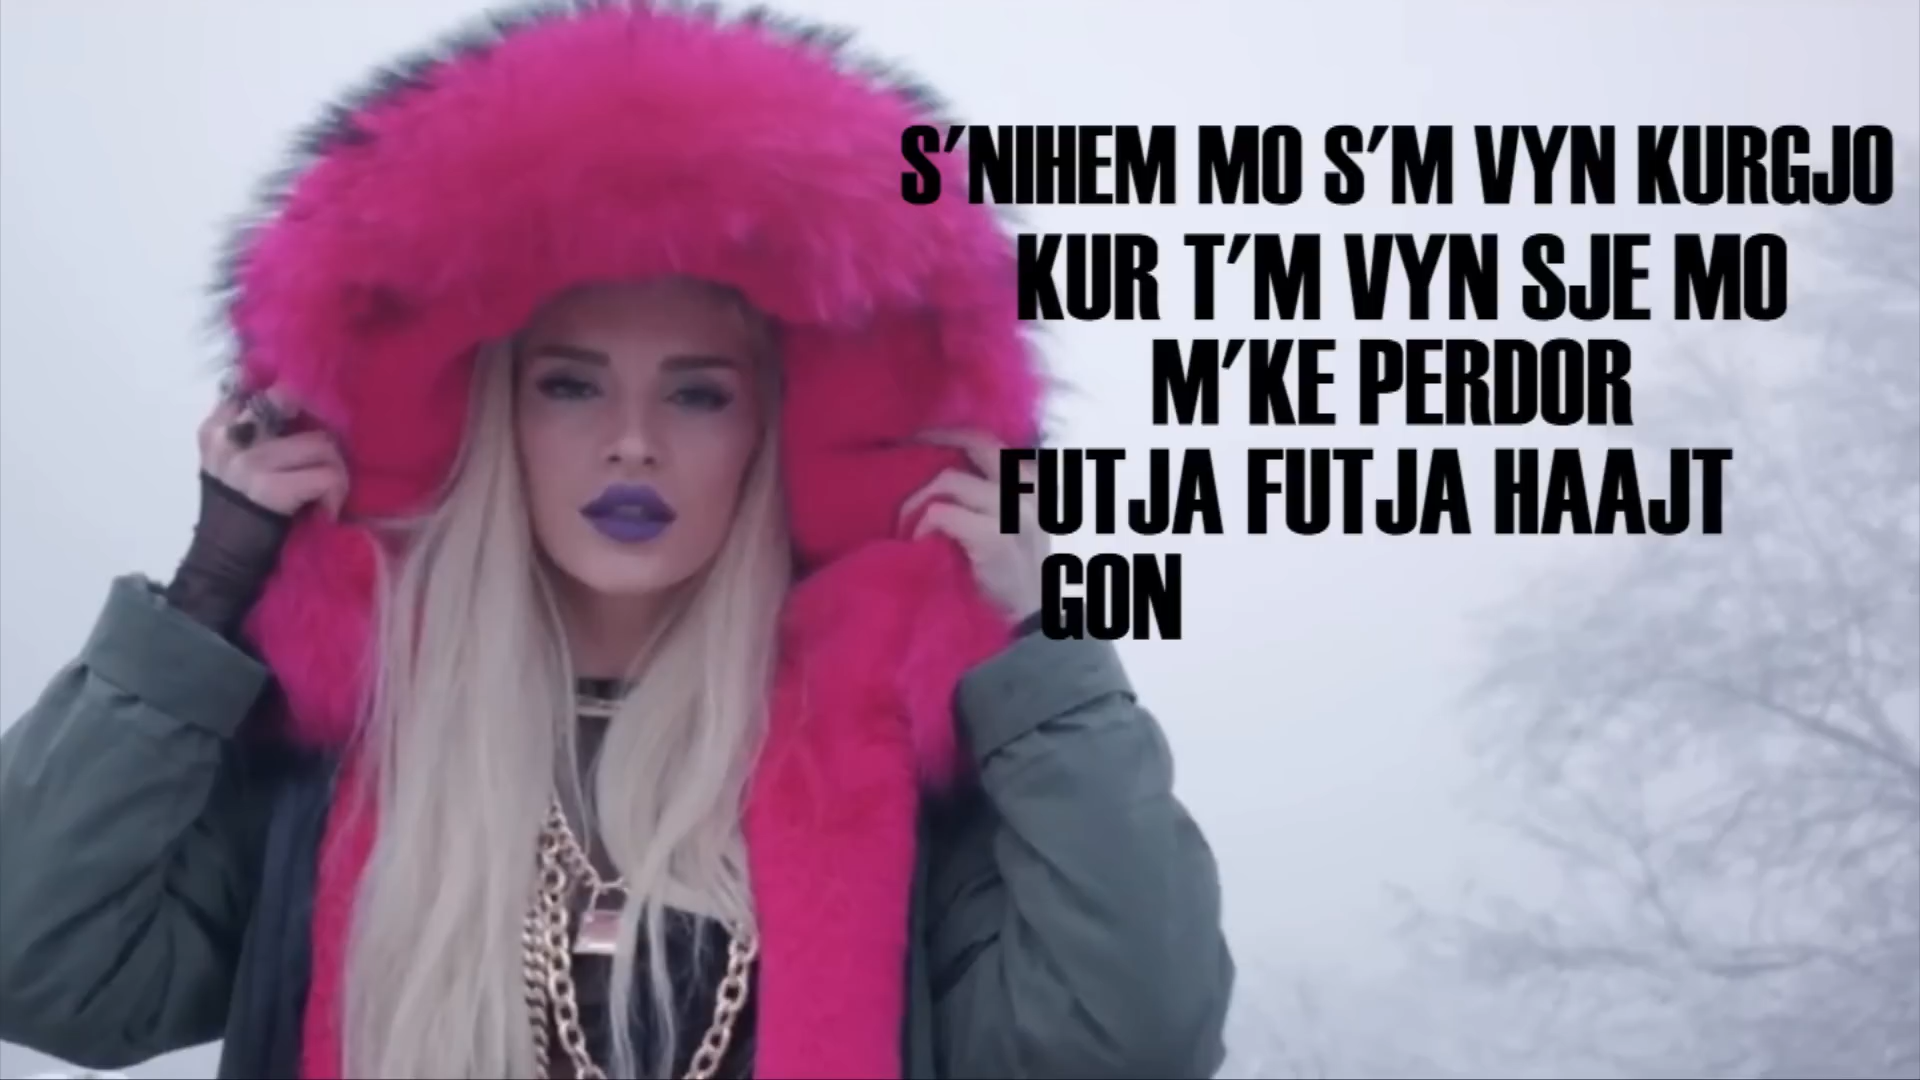 S'NIHEM MO S'M VYN KURGJO
KUR T'M VYN SJE MO
M'KE PERDOR
FUTJA FUTJA HAAJT
GON